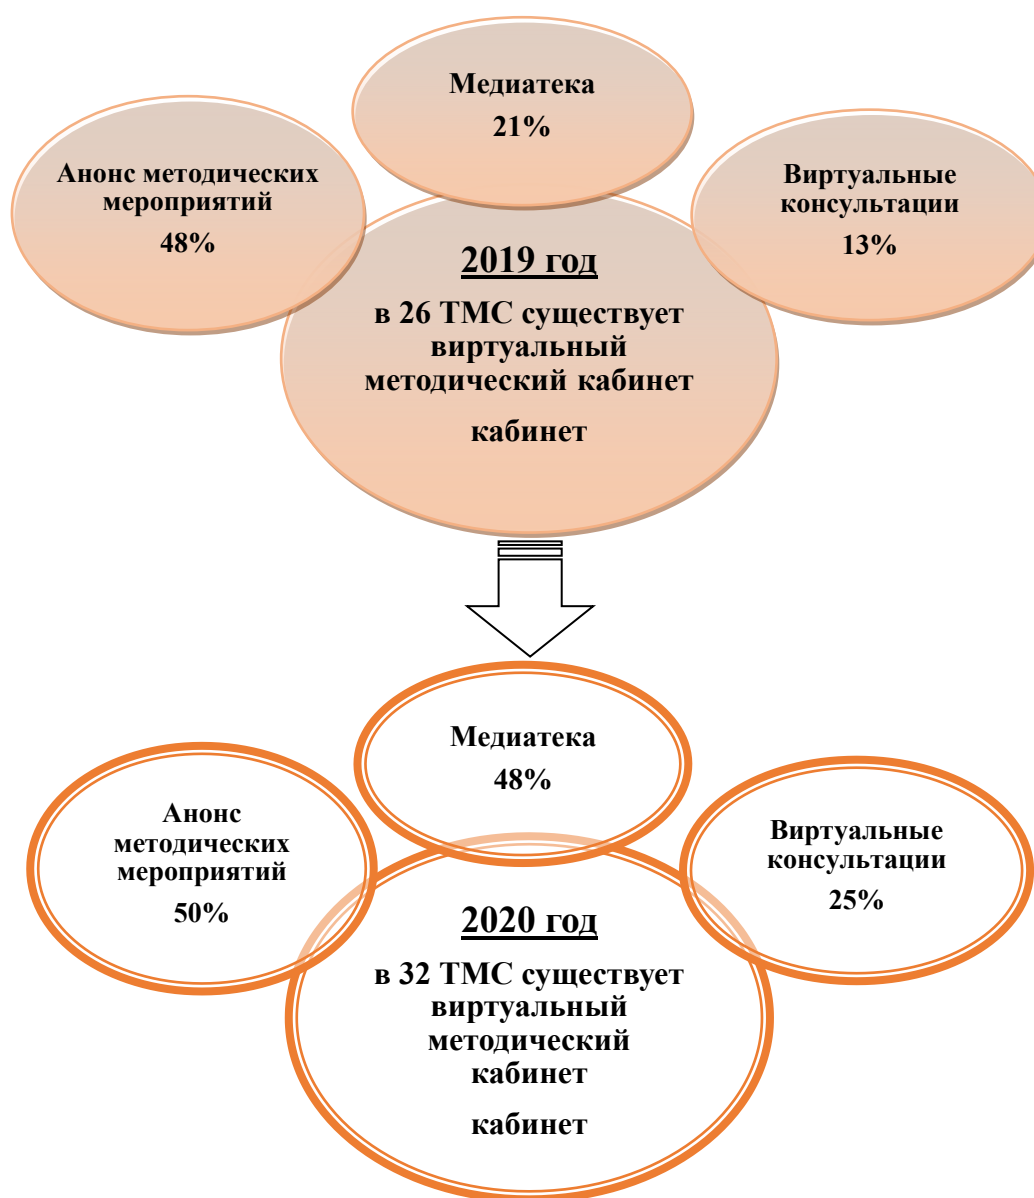 Медиатека
21%
Анонс методических
мероприятий
48%
Виртуальные
консультации
13%
2019 год
в 26 ТМС существует
виртуальный
методический кабинет
кабинет
Медиатека
48%
Анонс
методических
мероприятий
50%
Виртуальные
консультации
25%
2020 год
в 32 ТМС существует
виртуальный
методический
кабинет
кабинет